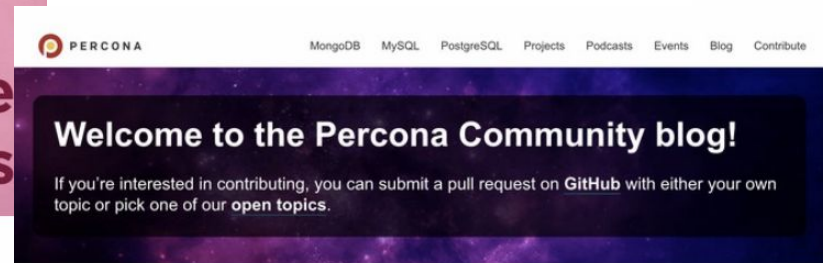 PERCONA
MongoDB MySQL PostgreSQL Projects Podcasts Events Blog Contribute
e
s
Welcome to the Percona Community blog!
If you’re interested in contributing, you can submit a pull request on GitHub with either your own
topic or pick one of our open topics.